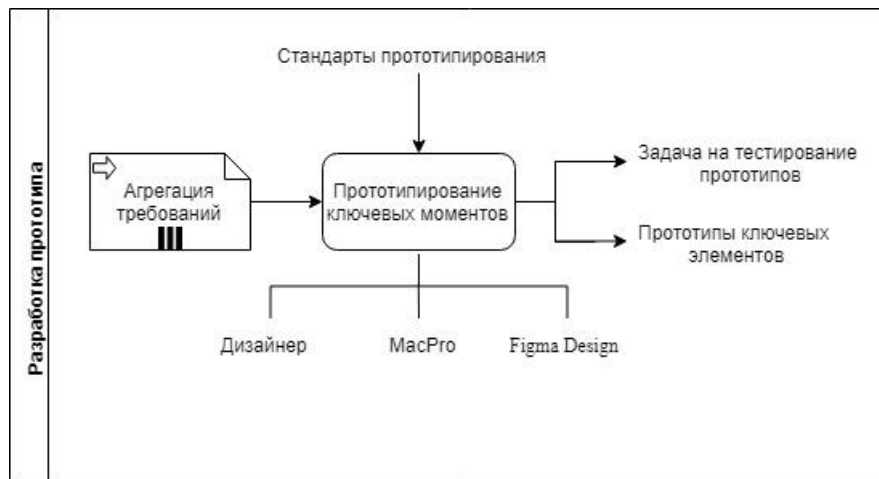 Разработка прототипа
Стандарты прототипирования
Агрегация
требований
Прототипирование
ключевых моментов
Задача на тестирование
прототипов
Прототипы ключевых
элементов
Дизайнер
MacPro
Figma Design